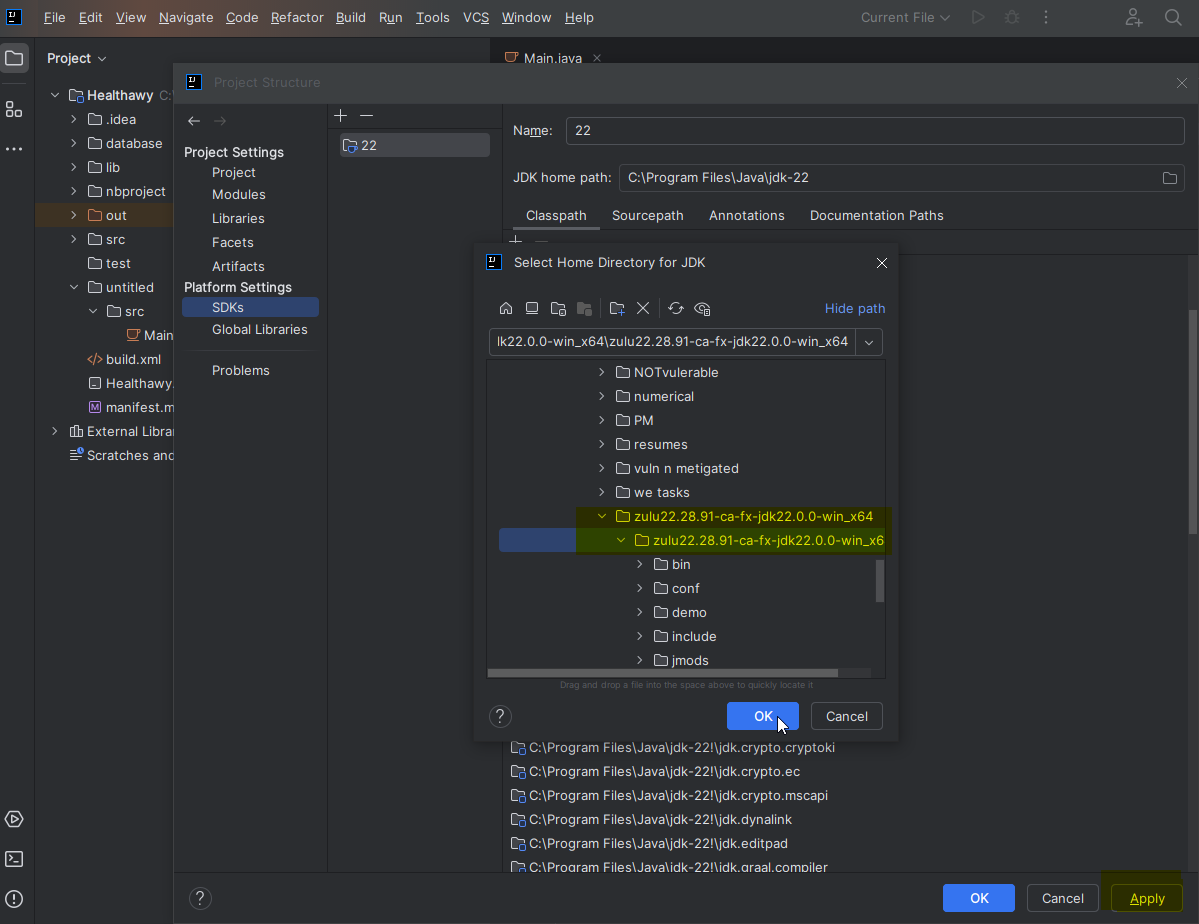 File Edit View Navigate Code Refactor Build Run Tools VCS Window Help
Current File
Project
Main.java
Healthawy C:
.idea
database
lib
nbproject
out
src
test
untitled
src
Main
build.xml
Healthawy.
manifest.m
External Libra
Scratches and
Project Structure
Project Settings
Project
Modules
Libraries
Facets
Artifacts
Platform Settings
SDKs
Global Libraries
Problems
22
Name: 22
JDK home path: C:\Program Files\Java\jdk-22
Classpath Sourcepath Annotations Documentation Paths
Select Home Directory for JDK
Hide path
lk22.0.0-win_x64\zulu22.28.91-ca-fx-jdk22.0.0-win_x64
NOTvulerable
numerical
PM
resumes
vuln n metigated
we tasks
zulu22.28.91-ca-fx-jdk22.0.0-win_x64
zulu22.28.91-ca-fx-jdk22.0.0-win_x6
bin
conf
demo
include
jmods
Drag and drop a file into the space above to quickly locate it
? OK Cancel
C:\Program Files\Java\jdk-22!\jdk.crypto.cryptoki
C:\Program Files\Java\jdk-22!\jdk.crypto.ec
C:\Program Files\Java\jdk-22!\jdk.crypto.mscapi
C:\Program Files\Java\jdk-22!\jdk.dynalink
C:\Program Files\Java\jdk-22!\jdk.editpad
C:\Program Files\Java\jdk-22!\jdk.graal.compiler
? OK Cancel Apply